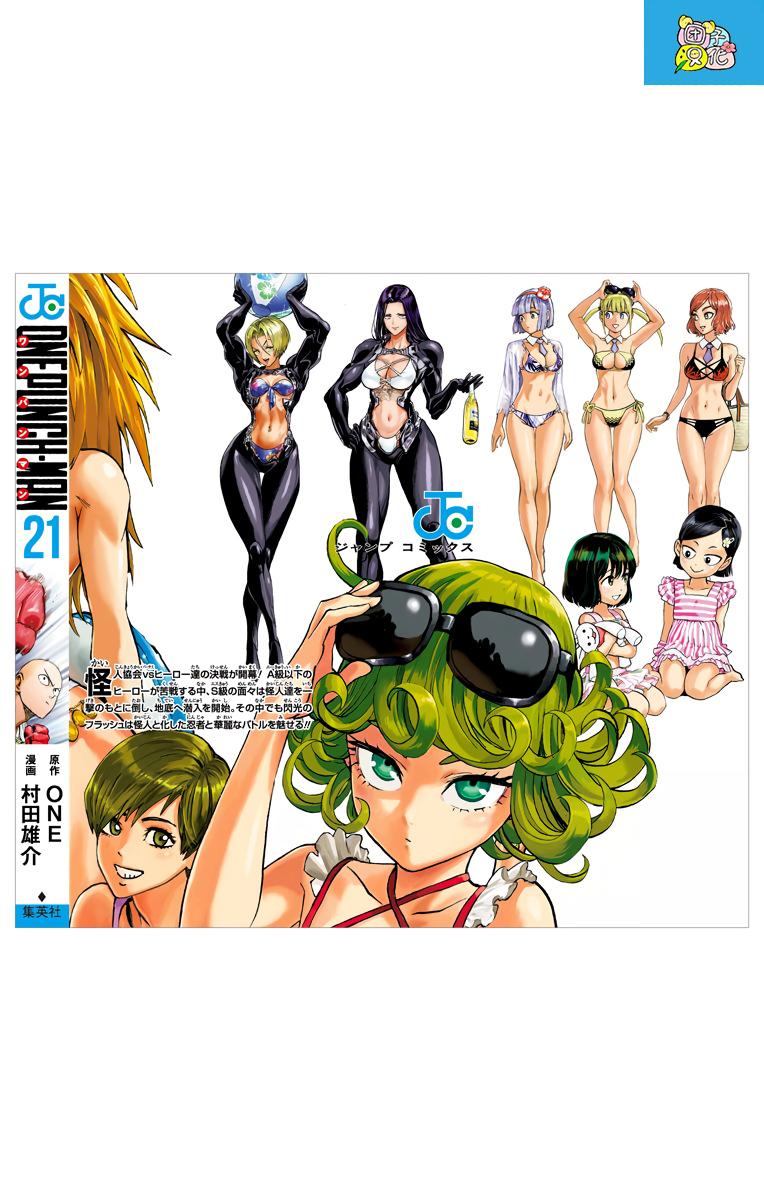 団子
只化
JC
ONE PUNCH-MAN
ワンパンマン
21
原作 ONE
漫画 村田雄介
集英社
JC
ジャンプ コミックス
怪人協会vsヒーロー達の決戦が開幕! A級以下の
ヒーローが苦戦する中、S級の面々は怪人達を一
撃のもとに倒し、地底へ潜入を開始。その中でも閃光の
フラッシュは怪人と化した忍者と華麗なバトルを魅せる!!